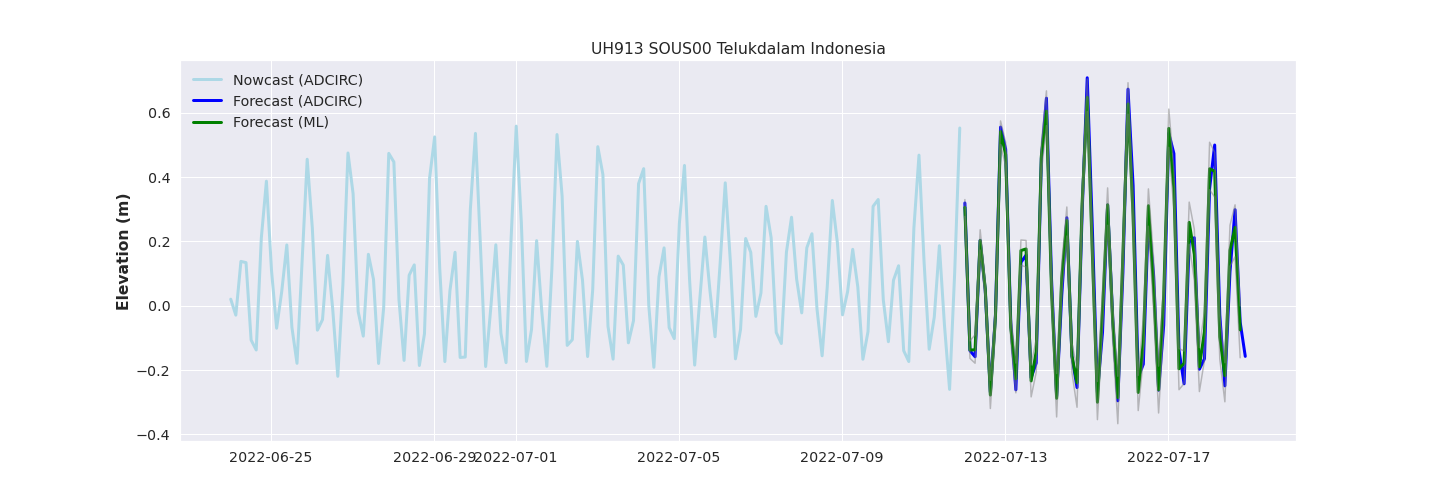 UH913 SOUS00 Telukdalam Indonesia
Nowcast (ADCIRC)
Forecast (ADCIRC)
Forecast (ML)
Elevation (m)
0.6
0.4
0.2
0.0
−0.2
−0.4
2022-06-25 2022-06-29 2022-07-01 2022-07-05 2022-07-09 2022-07-13 2022-07-17